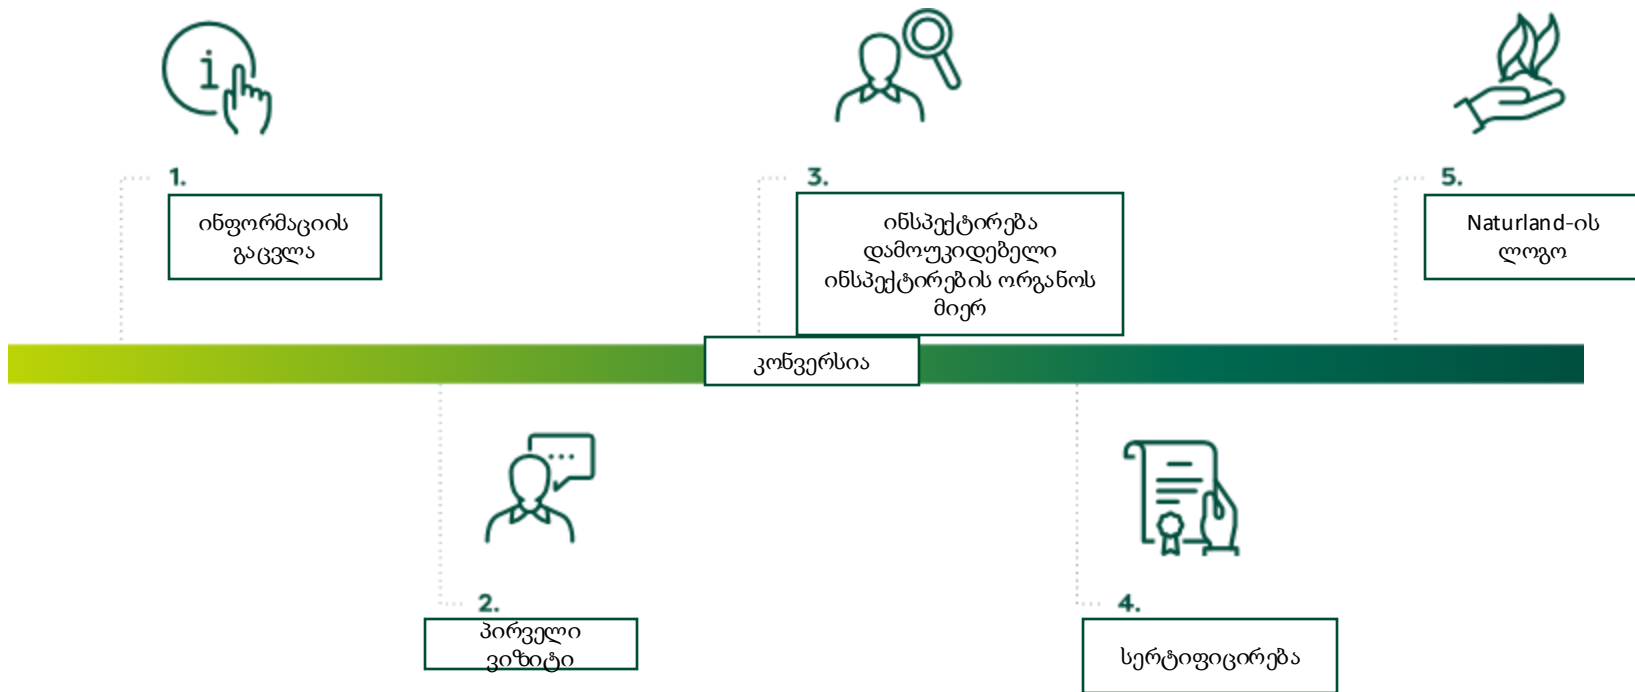 1.
ინფორმაციის
გაცვლა
2.
პირველი
ვიზიტი
3.
ინსპექტირება
დამოუკიდებელი
ინსპექტირების ორგანოს
მიერ
კონვერსია
4.
სერტიფიცირება
5.
Naturland-ის
ლოგო